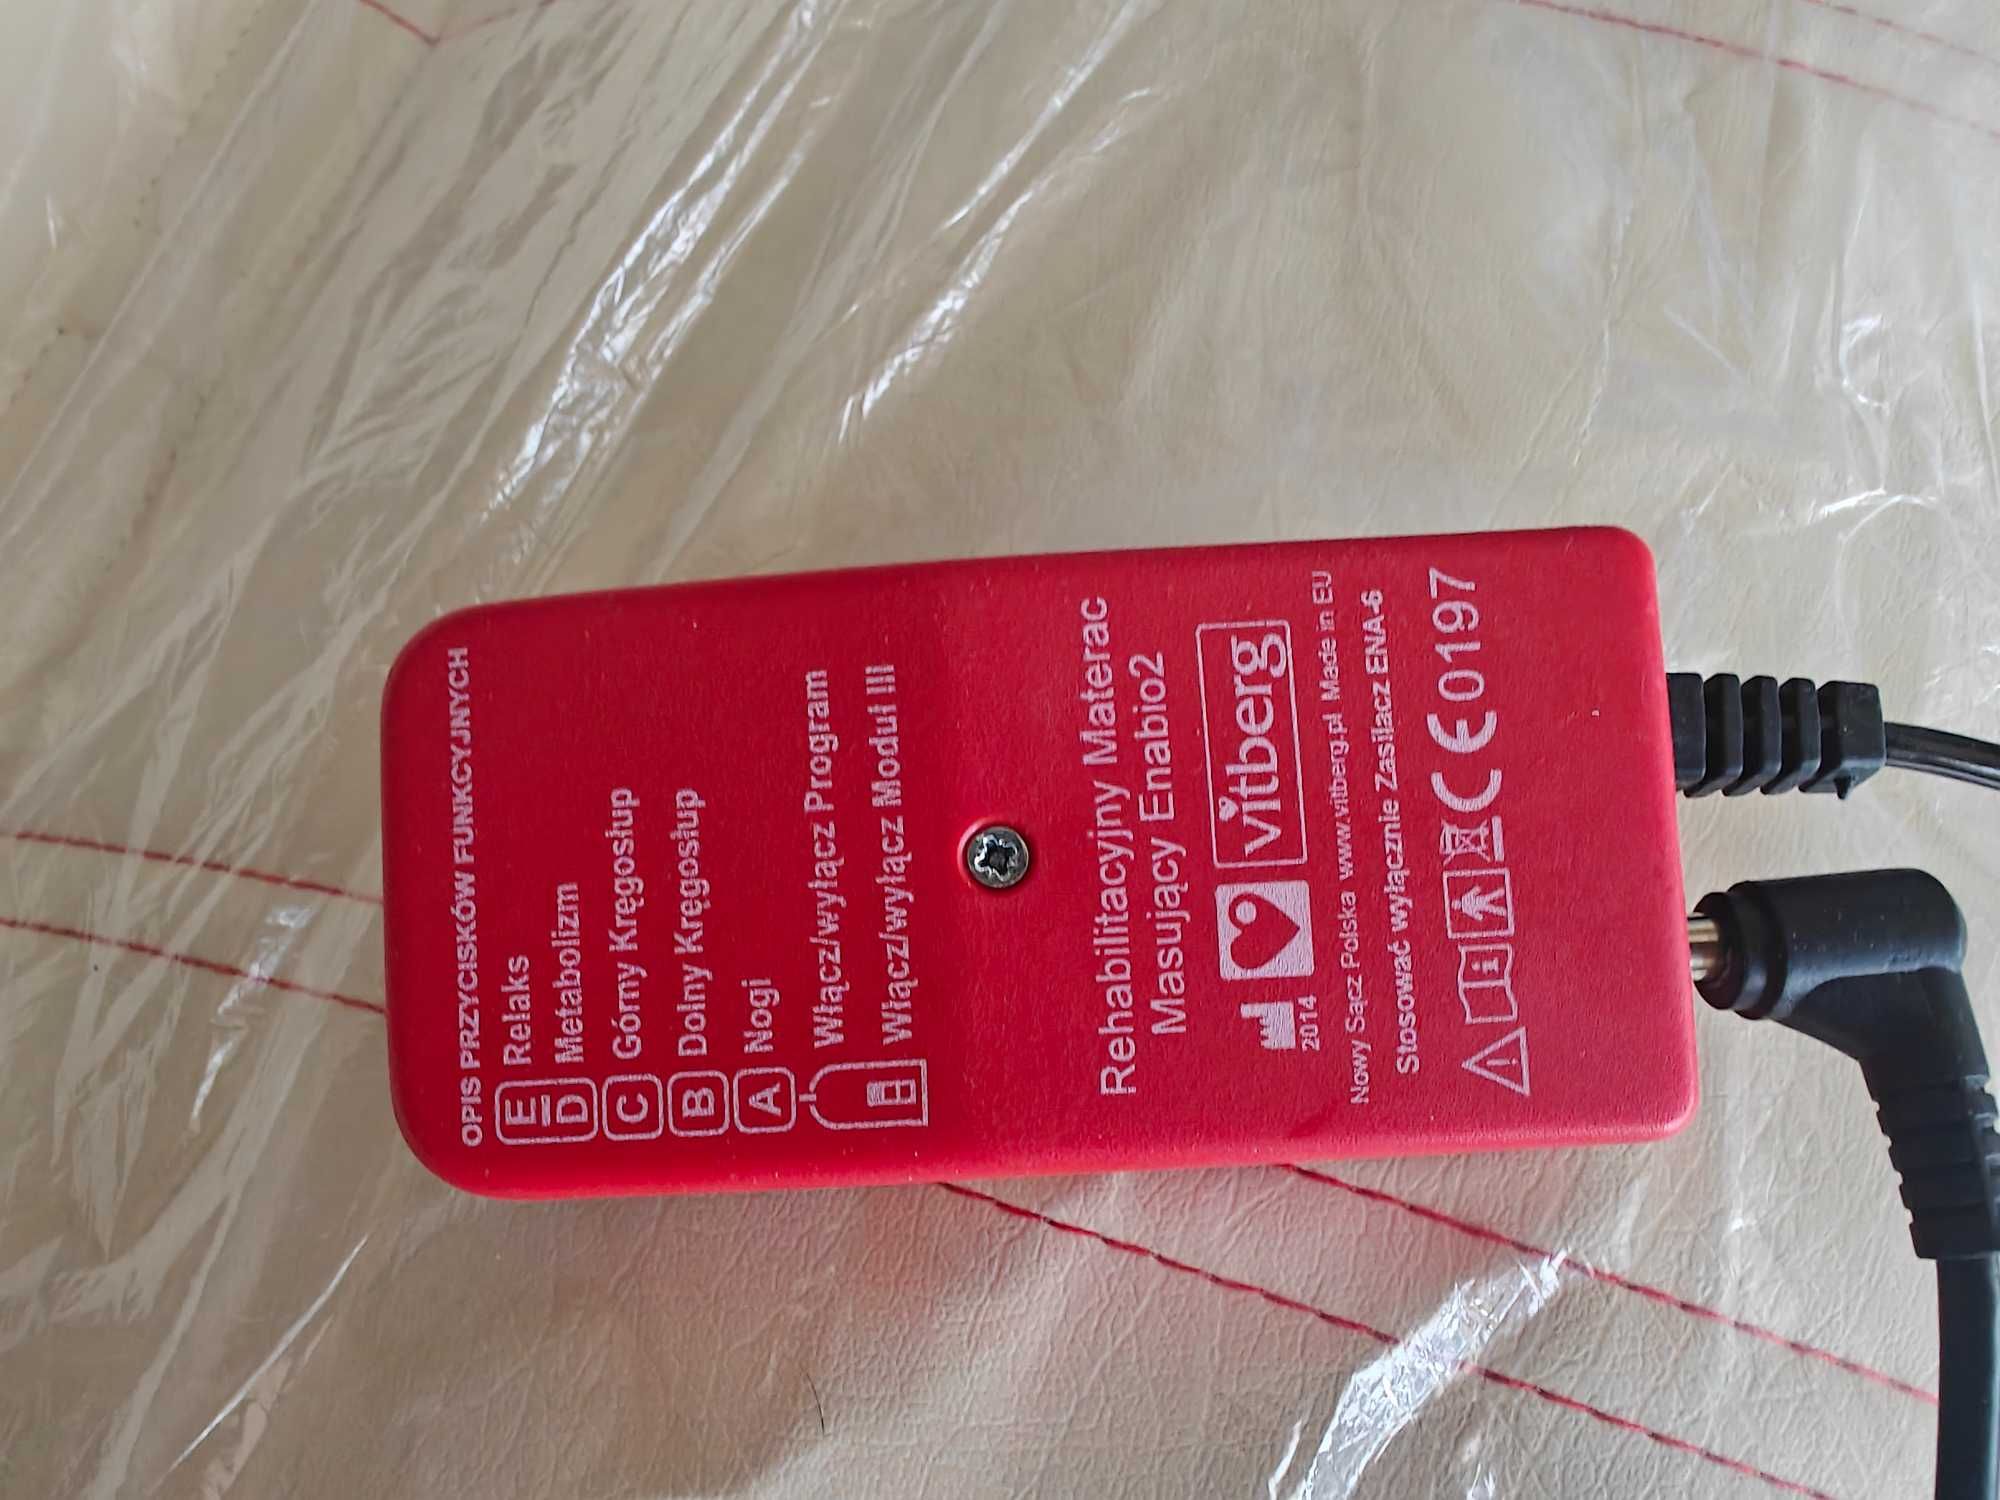 OPIS PRZYCISKÓW FUNKCYJNYCH
E Relaks
D Metabolizm
C Górny Kręgosłup
B Dolny Kręgosłup
A Nogi
Włącz/wyłącz Program
Włącz/wyłącz Moduł III
Rehabilitacyjny Materac
Masujący Enabio2
2014
vitberg
Nowy Sącz Polska www.vitberg.pl Made in EU
Stosować wyłącznie Zasilacz ENA-6
i CE 0197